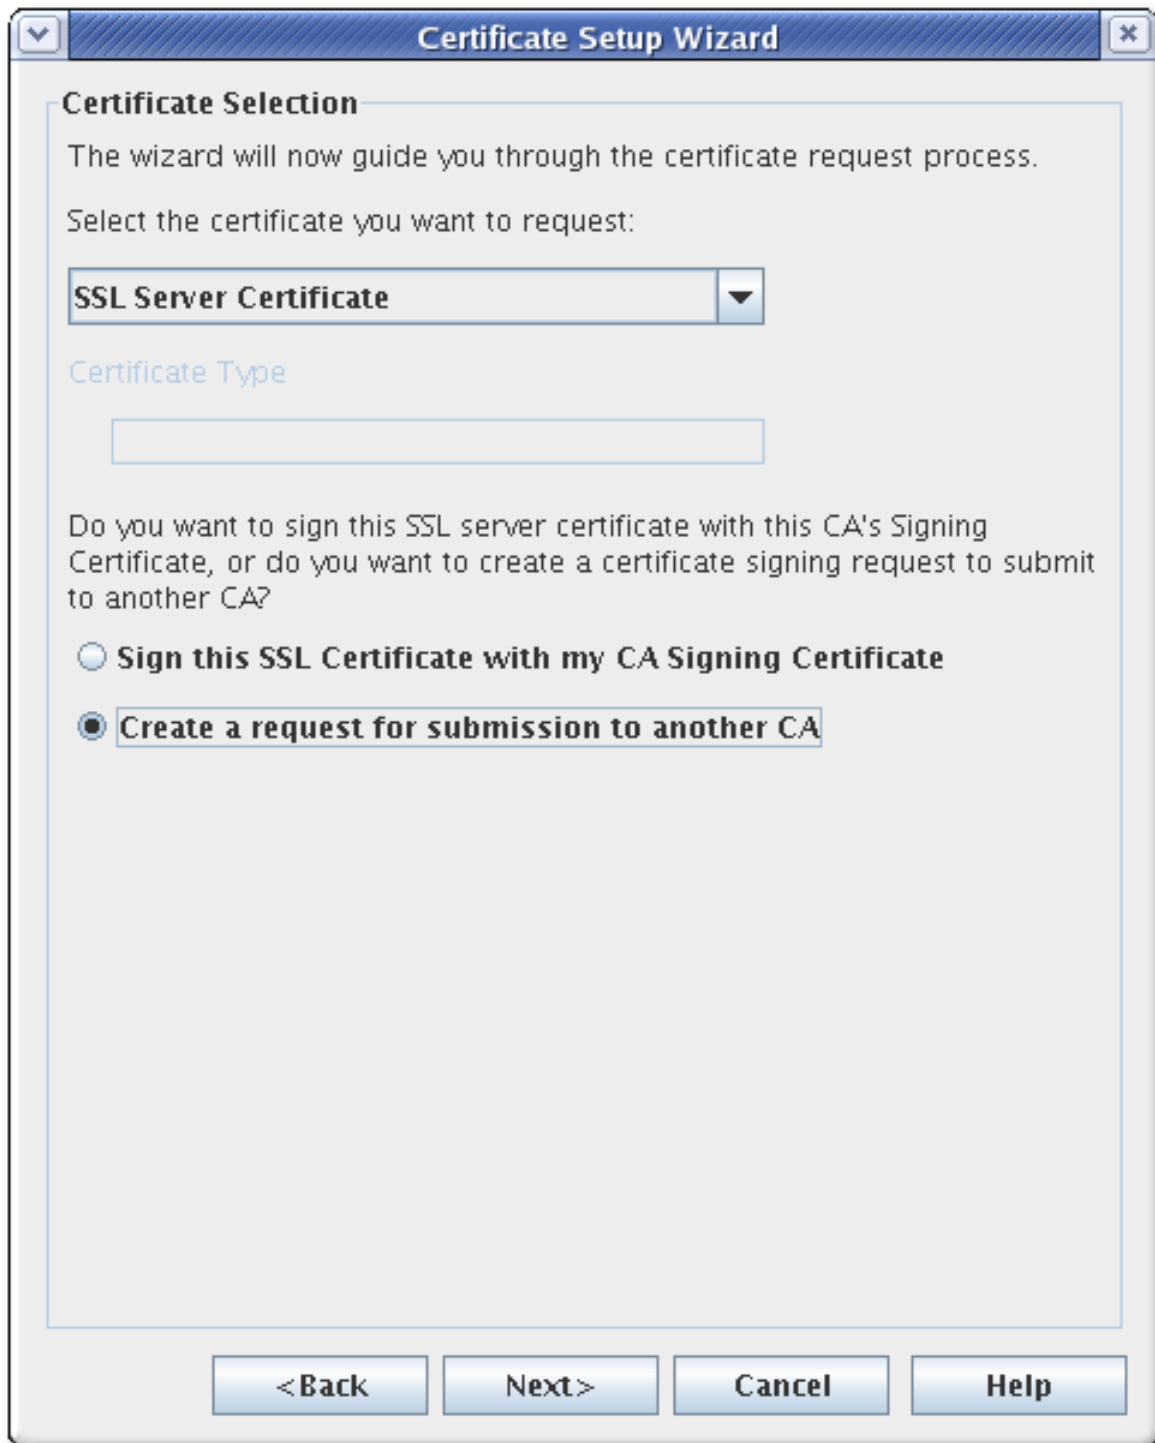 Certificate Setup Wizard
Certificate Selection
The wizard will now guide you through the certificate request process.
Select the certificate you want to request:
SSL Server Certificate
Certificate Type
Do you want to sign this SSL server certificate with this CA's Signing
Certificate, or do you want to create a certificate signing request to submit
to another CA?
Sign this SSL Certificate with my CA Signing Certificate
Create a request for submission to another CA
<Back
Next>
Cancel
Help